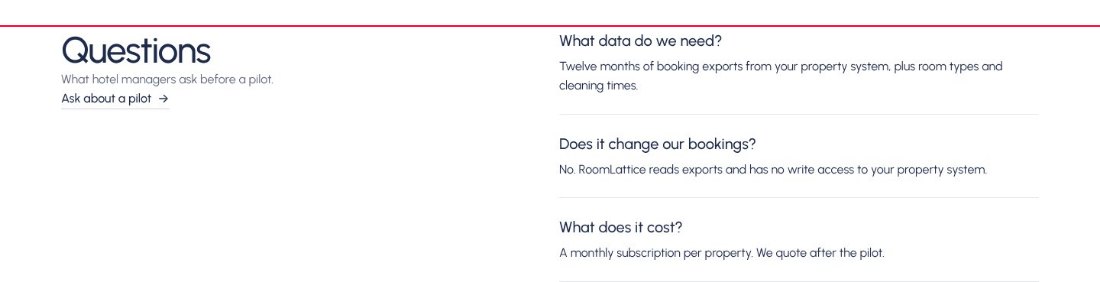 Questions
What hotel managers ask before a pilot.
Ask about a pilot →
What data do we need?
Twelve months of booking exports from your property system, plus room types and
cleaning times.
Does it change our bookings?
No. RoomLattice reads exports and has no write access to your property system.
What does it cost?
A monthly subscription per property. We quote after the pilot.